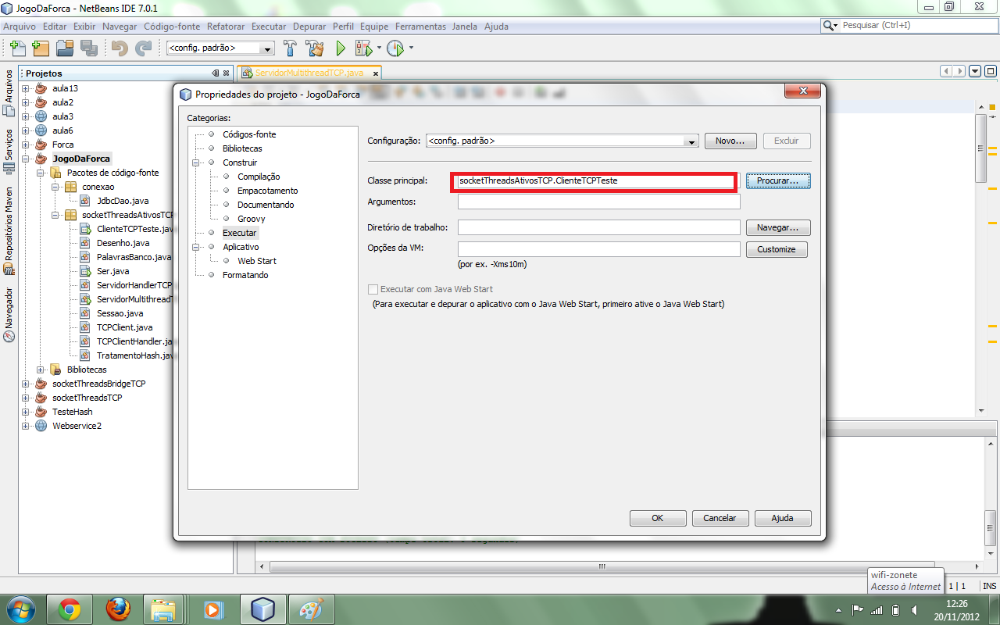 JogoDaForca - NetBeans IDE 7.0.1
Arquivo Editar Exibir Navegar Código-fonte Refatorar Executar Depurar Perfil Equipe Ferramentas Janela Ajuda
Pesquisar (Ctrl+I)
<config. padrão>
Projetos
ServidorMultithreadTCP.java
Arquivos
Serviços
Repositórios Maven
Navegador
aula13
aula2
aula3
aula6
Forca
JogoDaForca
Pacotes de código-fonte
conexao
JdbcDao.java
socketThreadsAtivosTCP
ClienteTCPTeste.java
Desenho.java
PalavrasBanco.java
Ser.java
ServidorHandlerTCP
ServidorMultithreadT
Sessao.java
TCPClient.java
TCPClientHandler.ja
TratamentoHash.jav
Bibliotecas
socketThreadsBridgeTCP
socketThreadsTCP
TesteHash
Webservice2
Propriedades do projeto - JogoDaForca
Categorias:
Códigos-fonte
Bibliotecas
Construir
Compilação
Empacotamento
Documentando
Groovy
Executar
Aplicativo
Web Start
Formatando
Configuração: <config. padrão> Novo... Excluir
Classe principal: socketThreadsAtivosTCP.ClienteTCPTeste Procurar...
Argumentos:
Diretório de trabalho: Navegar...
Opções da VM: Customize
(por ex. -Xms10m)
Executar com Java Web Start
(Para executar e depurar o aplicativo com o Java Web Start, primeiro ative o Java Web Start)
OK Cancelar Ajuda
wifi-zonete
Acesso à Internet
1 | 1 INS
12:26
20/11/2012